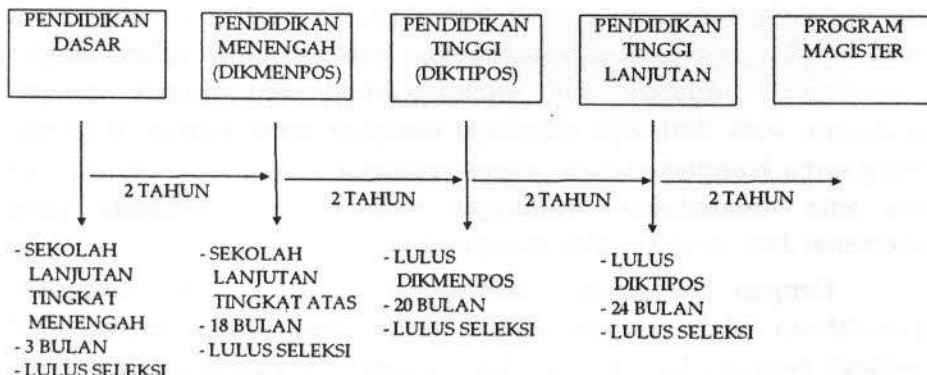 PENDIDIKAN
DASAR
PENDIDIKAN
MENENGAH
(DIKMENPOS)
PENDIDIKAN
TINGGI
(DIKTIPOS)
PENDIDIKAN
TINGGI
LANJUTAN
PROGRAM
MAGISTER
2 TAHUN
2 TAHUN
2 TAHUN
2 TAHUN
- SEKOLAH
LANJUTAN
TINGKAT
MENENGAH
- 3 BULAN
- LULUS SELEKSI
- SEKOLAH
LANJUTAN
TINGKAT ATAS
- 18 BULAN
- LULUS SELEKSI
- LULUS
DIKMENPOS
- 20 BULAN
- LULUS SELEKSI
- LULUS
DIKTIPOS
- 24 BULAN
- LULUS SELEKSI